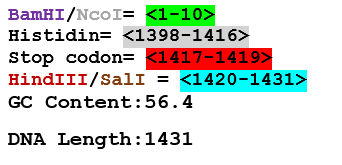 BamHI/NcoI= <1-10>
Histidin= <1398-1416>
Stop codon= <1417-1419>
HindIII/SalI = <1420-1431>
GC Content:56.4
DNA Length:1431